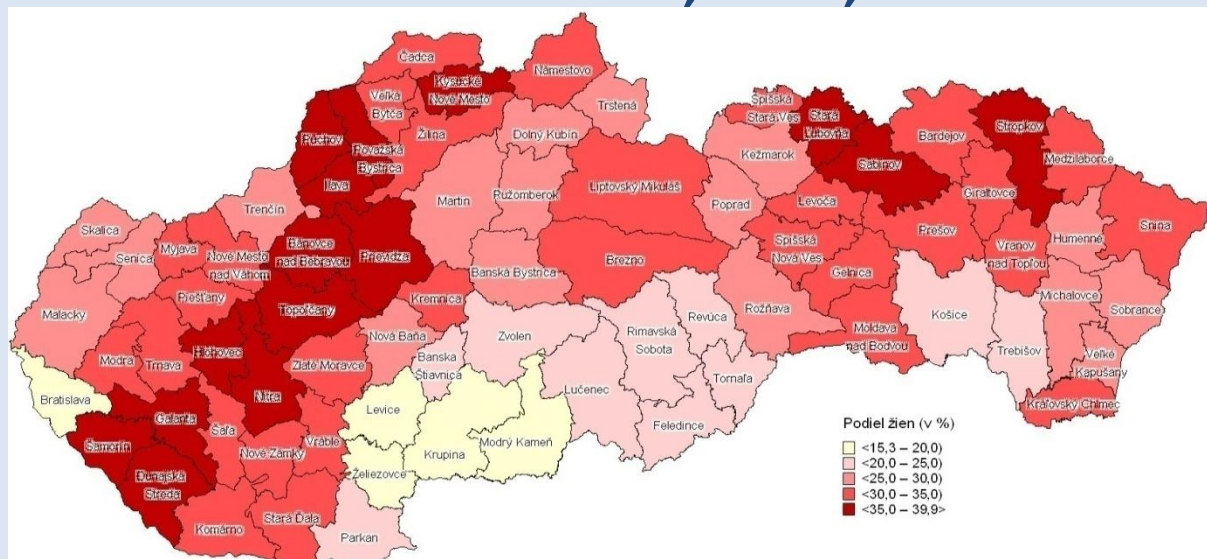 Čadca
Námestovo
Kysucké
Nové Mesto
Veľká
Bytča
Trstená
Žilina
Dolný Kubín
Púchov
Považská
Bystrica
Ilava
Spišská
Stará Ves
Stará
Ľubovňa
Kežmarok
Sabinov
Bardejov
Stropkov
Medzilaborce
Giraltovce
Snina
Trenčín
Martin
Ružomberok
Liptovský Mikuláš
Poprad
Levoča
Prešov
Vranov
nad Topľou
Humenné
Skalica
Senica
Myjava
Nové Mesto
nad Váhom
Bánovce
nad Bebravou
Prievidza
Banská Bystrica
Brezno
Spišská
Nová Ves
Gelnica
Michalovce
Sobrance
Malacky
Piešťany
Topoľčany
Kremnica
Nová Baňa
Zvolen
Banska
Štiavnica
Rimavská
Sobota
Revúca
Rožňava
Moldava
nad Bodvou
Košice
Trebišov
Veľké
Kapušany
Kráľovský Chlmec
Modra
Trnava
Hlohovec
Zlaté Moravce
Nitra
Bratislava
Galanta
Šaľa
Šamorín
Dunajská
Streda
Nové Zámky
Vráble
Levice
Krupina
Modrý Kameň
Lučenec
Feledince
Tornaľa
Želiezovce
Komárno
Stará Ďala
Parkan
Podiel žien (v %)
<15,3 – 20,0)
<20,0 – 25,0)
<25,0 – 30,0)
<30,0 – 35,0)
<35,0 – 39,9>